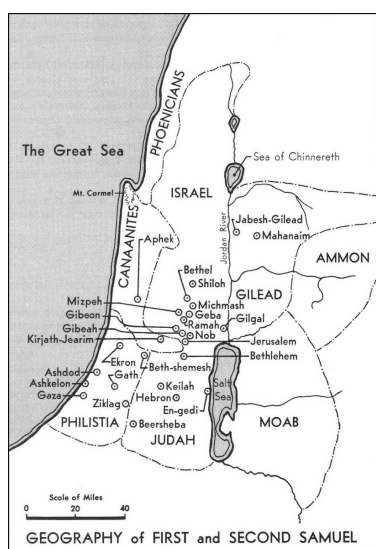 PHOENICIANS
The Great Sea
Sea of Chinnereth
Mt. Carmel
ISRAEL
CANAANITES
Jordan River
Jabesh-Gilead
Mahanaim
Aphek
AMMON
Bethel
Shiloh
GILEAD
Mizpeh
Michmash
Gibeon
Geba
Gilgal
Gibeah
Ramah
Kirjath-Jearim
Nob
Jerusalem
Ekron
Beth-shemesh
Bethlehem
Ashdod
Gath
Ashkelon
Keilah
Salt
Sea
Gaza
Hebron
Ziklag
En-gedi
PHILISTIA
Beersheba
MOAB
JUDAH
Scale of Miles
0 20 40
GEOGRAPHY of FIRST and SECOND SAMUEL